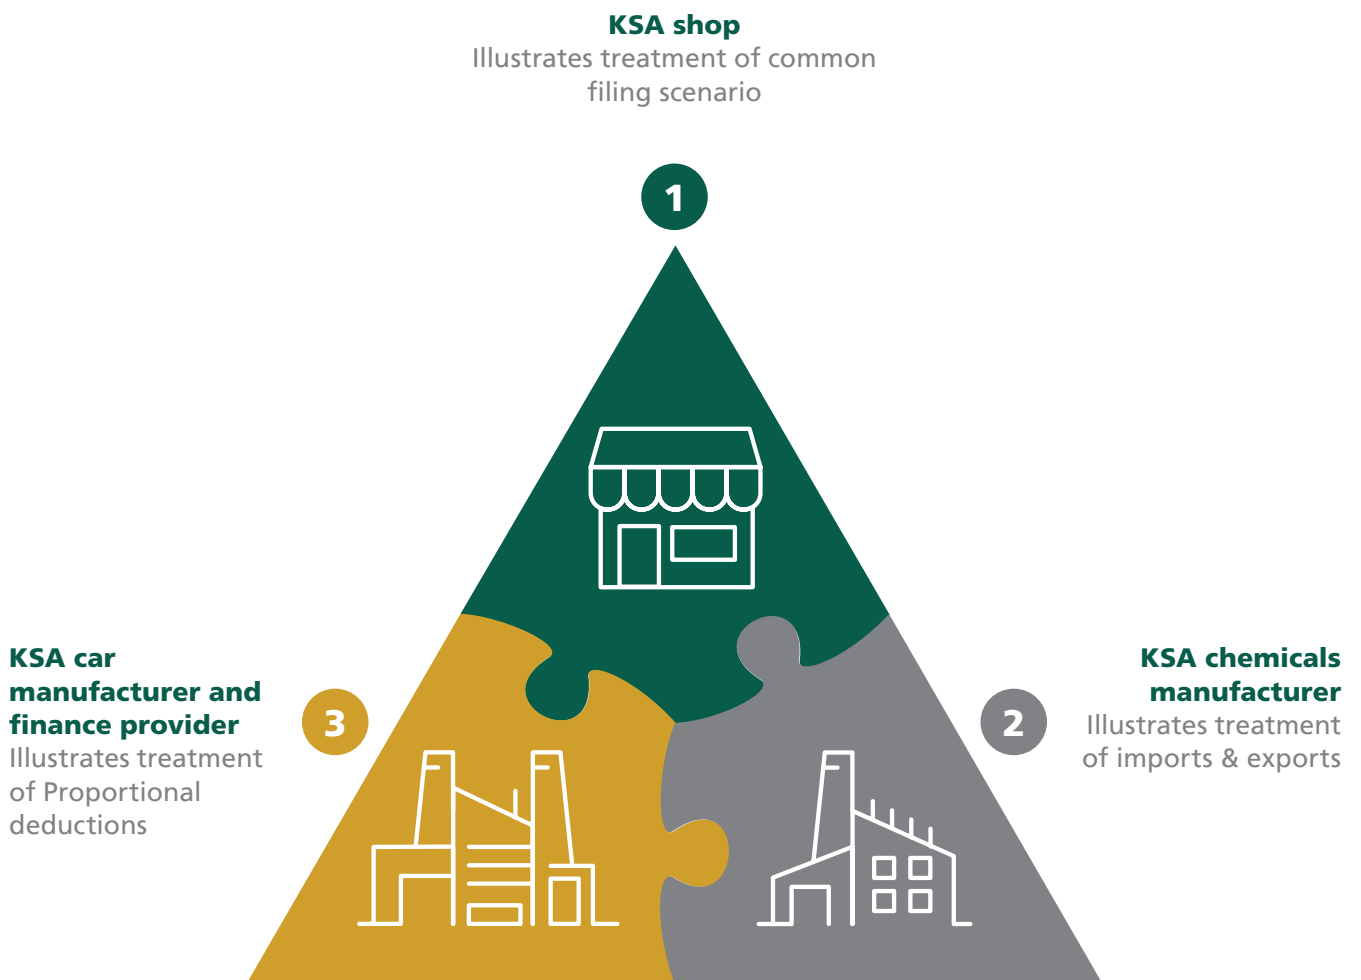 KSA shop
Illustrates treatment of common
filing scenario
1
KSA car
manufacturer and
finance provider
Illustrates treatment
of Proportional
deductions
3
2
KSA chemicals
manufacturer
Illustrates treatment
of imports & exports